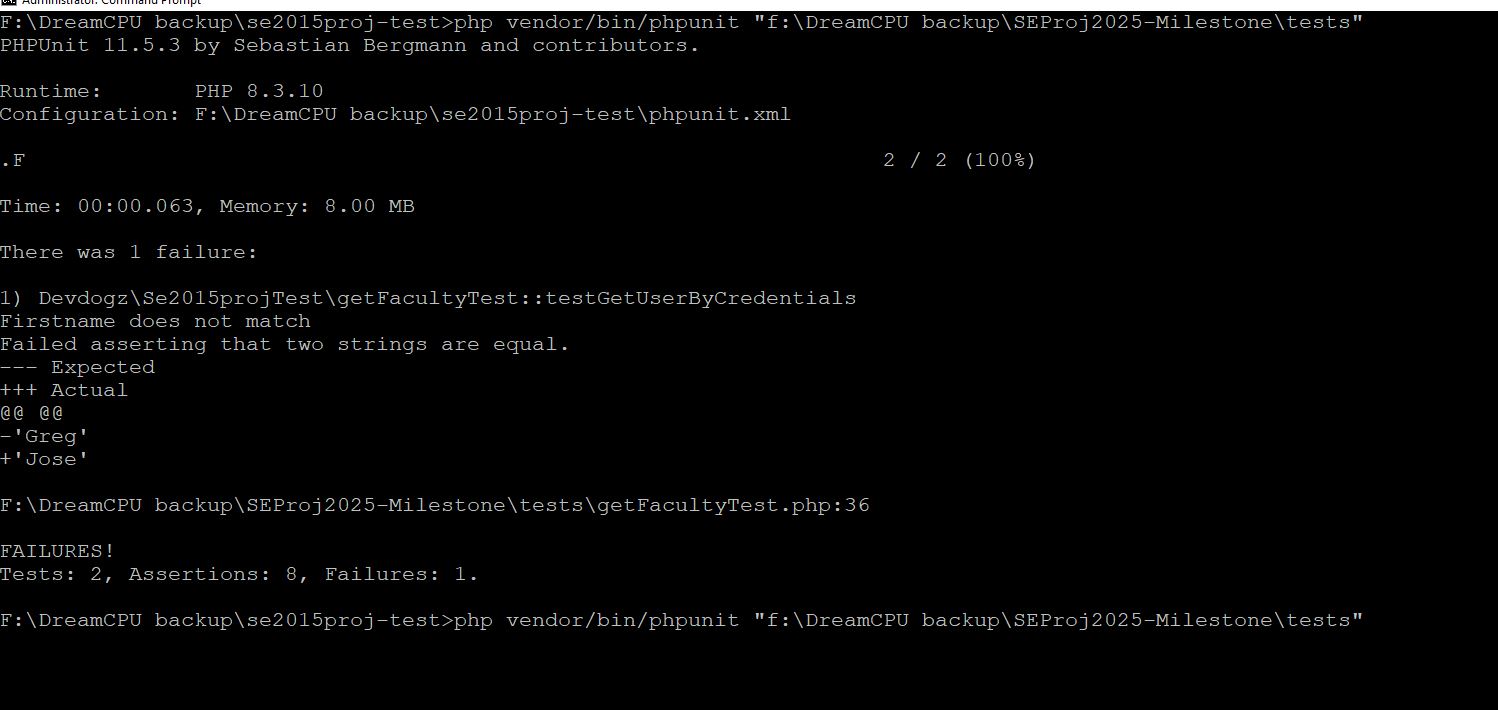 Administrator: Command Prompt
F:\DreamCPU backup\se2015proj-test>php vendor/bin/phpunit "f:\DreamCPU backup\SEProj2025-Milestone\tests"
PHPUnit 11.5.3 by Sebastian Bergmann and contributors.
Runtime:       PHP 8.3.10
Configuration: F:\DreamCPU backup\se2015proj-test\phpunit.xml
.F                                                                  2 / 2 (100%)
Time: 00:00.063, Memory: 8.00 MB
There was 1 failure:
1) Devdogz\Se2015projTest\getFacultyTest::testGetUserByCredentials
Firstname does not match
Failed asserting that two strings are equal.
--- Expected
+++ Actual
@@ @@
-'Greg'
+'Jose'
F:\DreamCPU backup\SEProj2025-Milestone\tests\getFacultyTest.php:36
FAILURES!
Tests: 2, Assertions: 8, Failures: 1.
F:\DreamCPU backup\se2015proj-test>php vendor/bin/phpunit "f:\DreamCPU backup\SEProj2025-Milestone\tests"